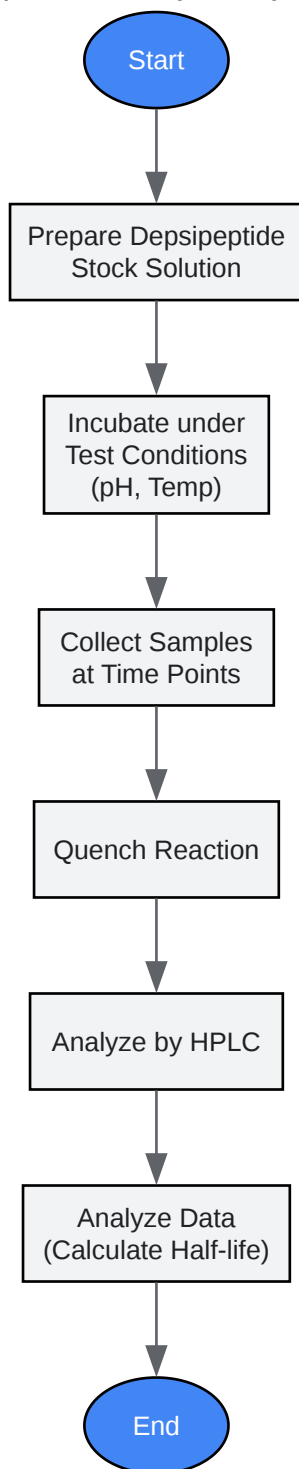 Start
Prepare Depsipeptide
Stock Solution
Incubate under
Test Conditions
(pH, Temp)
Collect Samples
at Time Points
Quench Reaction
Analyze by HPLC
Analyze Data
(Calculate Half-life)
End